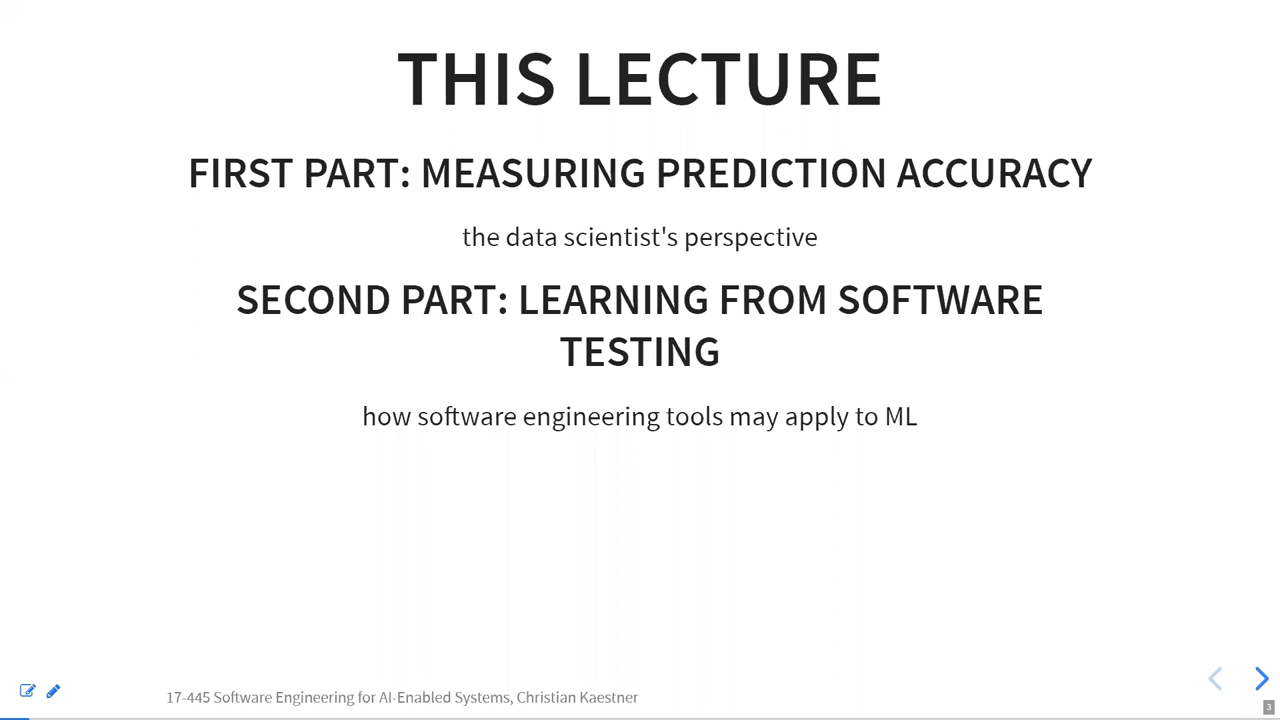 THIS LECTURE
FIRST PART: MEASURING PREDICTION ACCURACY
the data scientist's perspective
SECOND PART: LEARNING FROM SOFTWARE
TESTING
how software engineering tools may apply to ML
17-445 Software Engineering for AI-Enabled Systems, Christian Kaestner
3